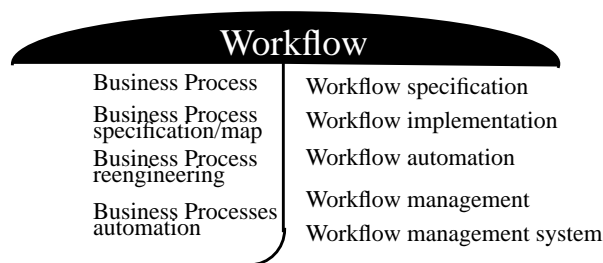 Workflow
Business Process
Business Process
specification/map
Business Process
reengineering
Business Processes
automation
Workflow specification
Workflow implementation
Workflow automation
Workflow management
Workflow management system